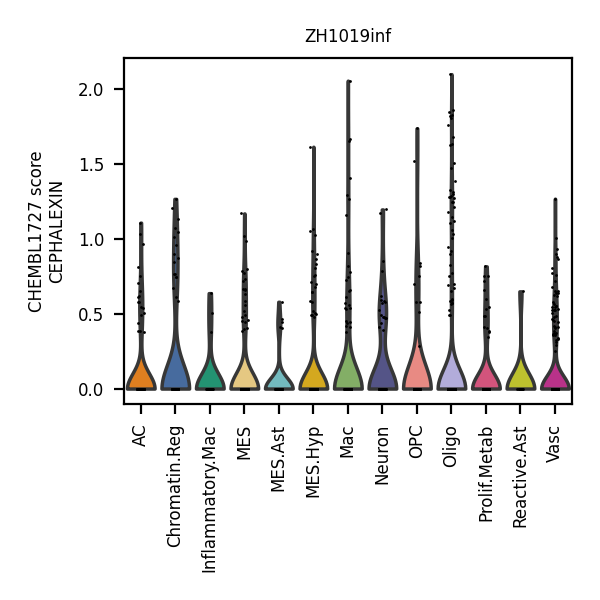 ZH1019inf
CHEMBL1727 score
CEPHALEXIN
2.0
1.5
1.0
0.5
0.0
AC
Chromatin.Reg
Inflammatory.Mac
MES
MES.Ast
MES.Hyp
Mac
Neuron
OPC
Oligo
Prolif.Metab
Reactive.Ast
Vasc